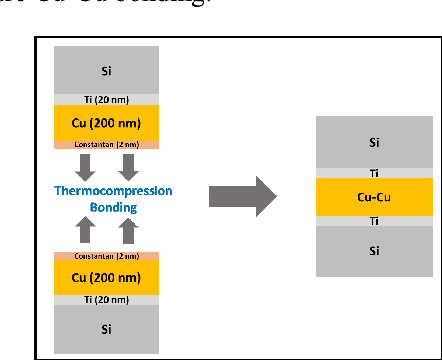 Cu-Cu bonding.
Si
Ti (20 nm)
Cu (200 nm)
Constantan (2 nm)
Thermocompression
Bonding
Constantan (2 nm)
Cu (200 nm)
Ti (20 nm)
Si
Si
Ti
Cu-Cu
Ti
Si